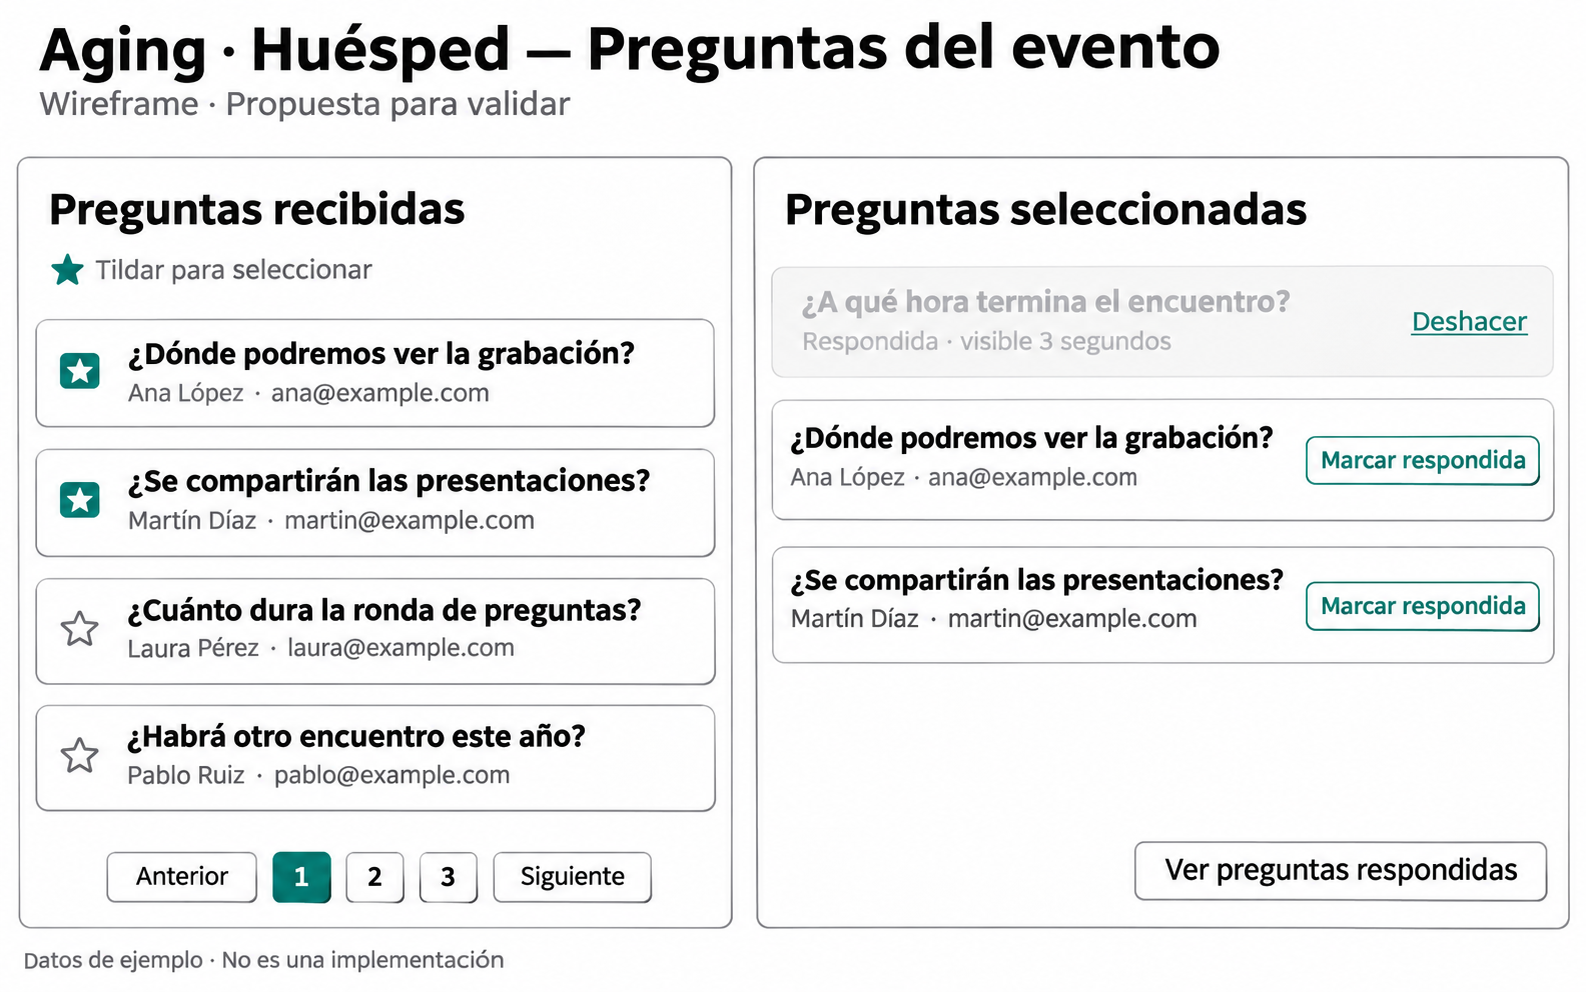 Aging · Huésped — Preguntas del evento
Wireframe · Propuesta para validar
Preguntas recibidas
Tildar para seleccionar
¿Dónde podremos ver la grabación?
Ana López · ana@example.com
¿Se compartirán las presentaciones?
Martín Díaz · martin@example.com
¿Cuánto dura la ronda de preguntas?
Laura Pérez · laura@example.com
¿Habrá otro encuentro este año?
Pablo Ruiz · pablo@example.com
Anterior 1 2 3 Siguiente
Preguntas seleccionadas
¿A qué hora termina el encuentro?
Respondida · visible 3 segundos
Deshacer
¿Dónde podremos ver la grabación?
Ana López · ana@example.com
Marcar respondida
¿Se compartirán las presentaciones?
Martín Díaz · martin@example.com
Marcar respondida
Ver preguntas respondidas
Datos de ejemplo · No es una implementación